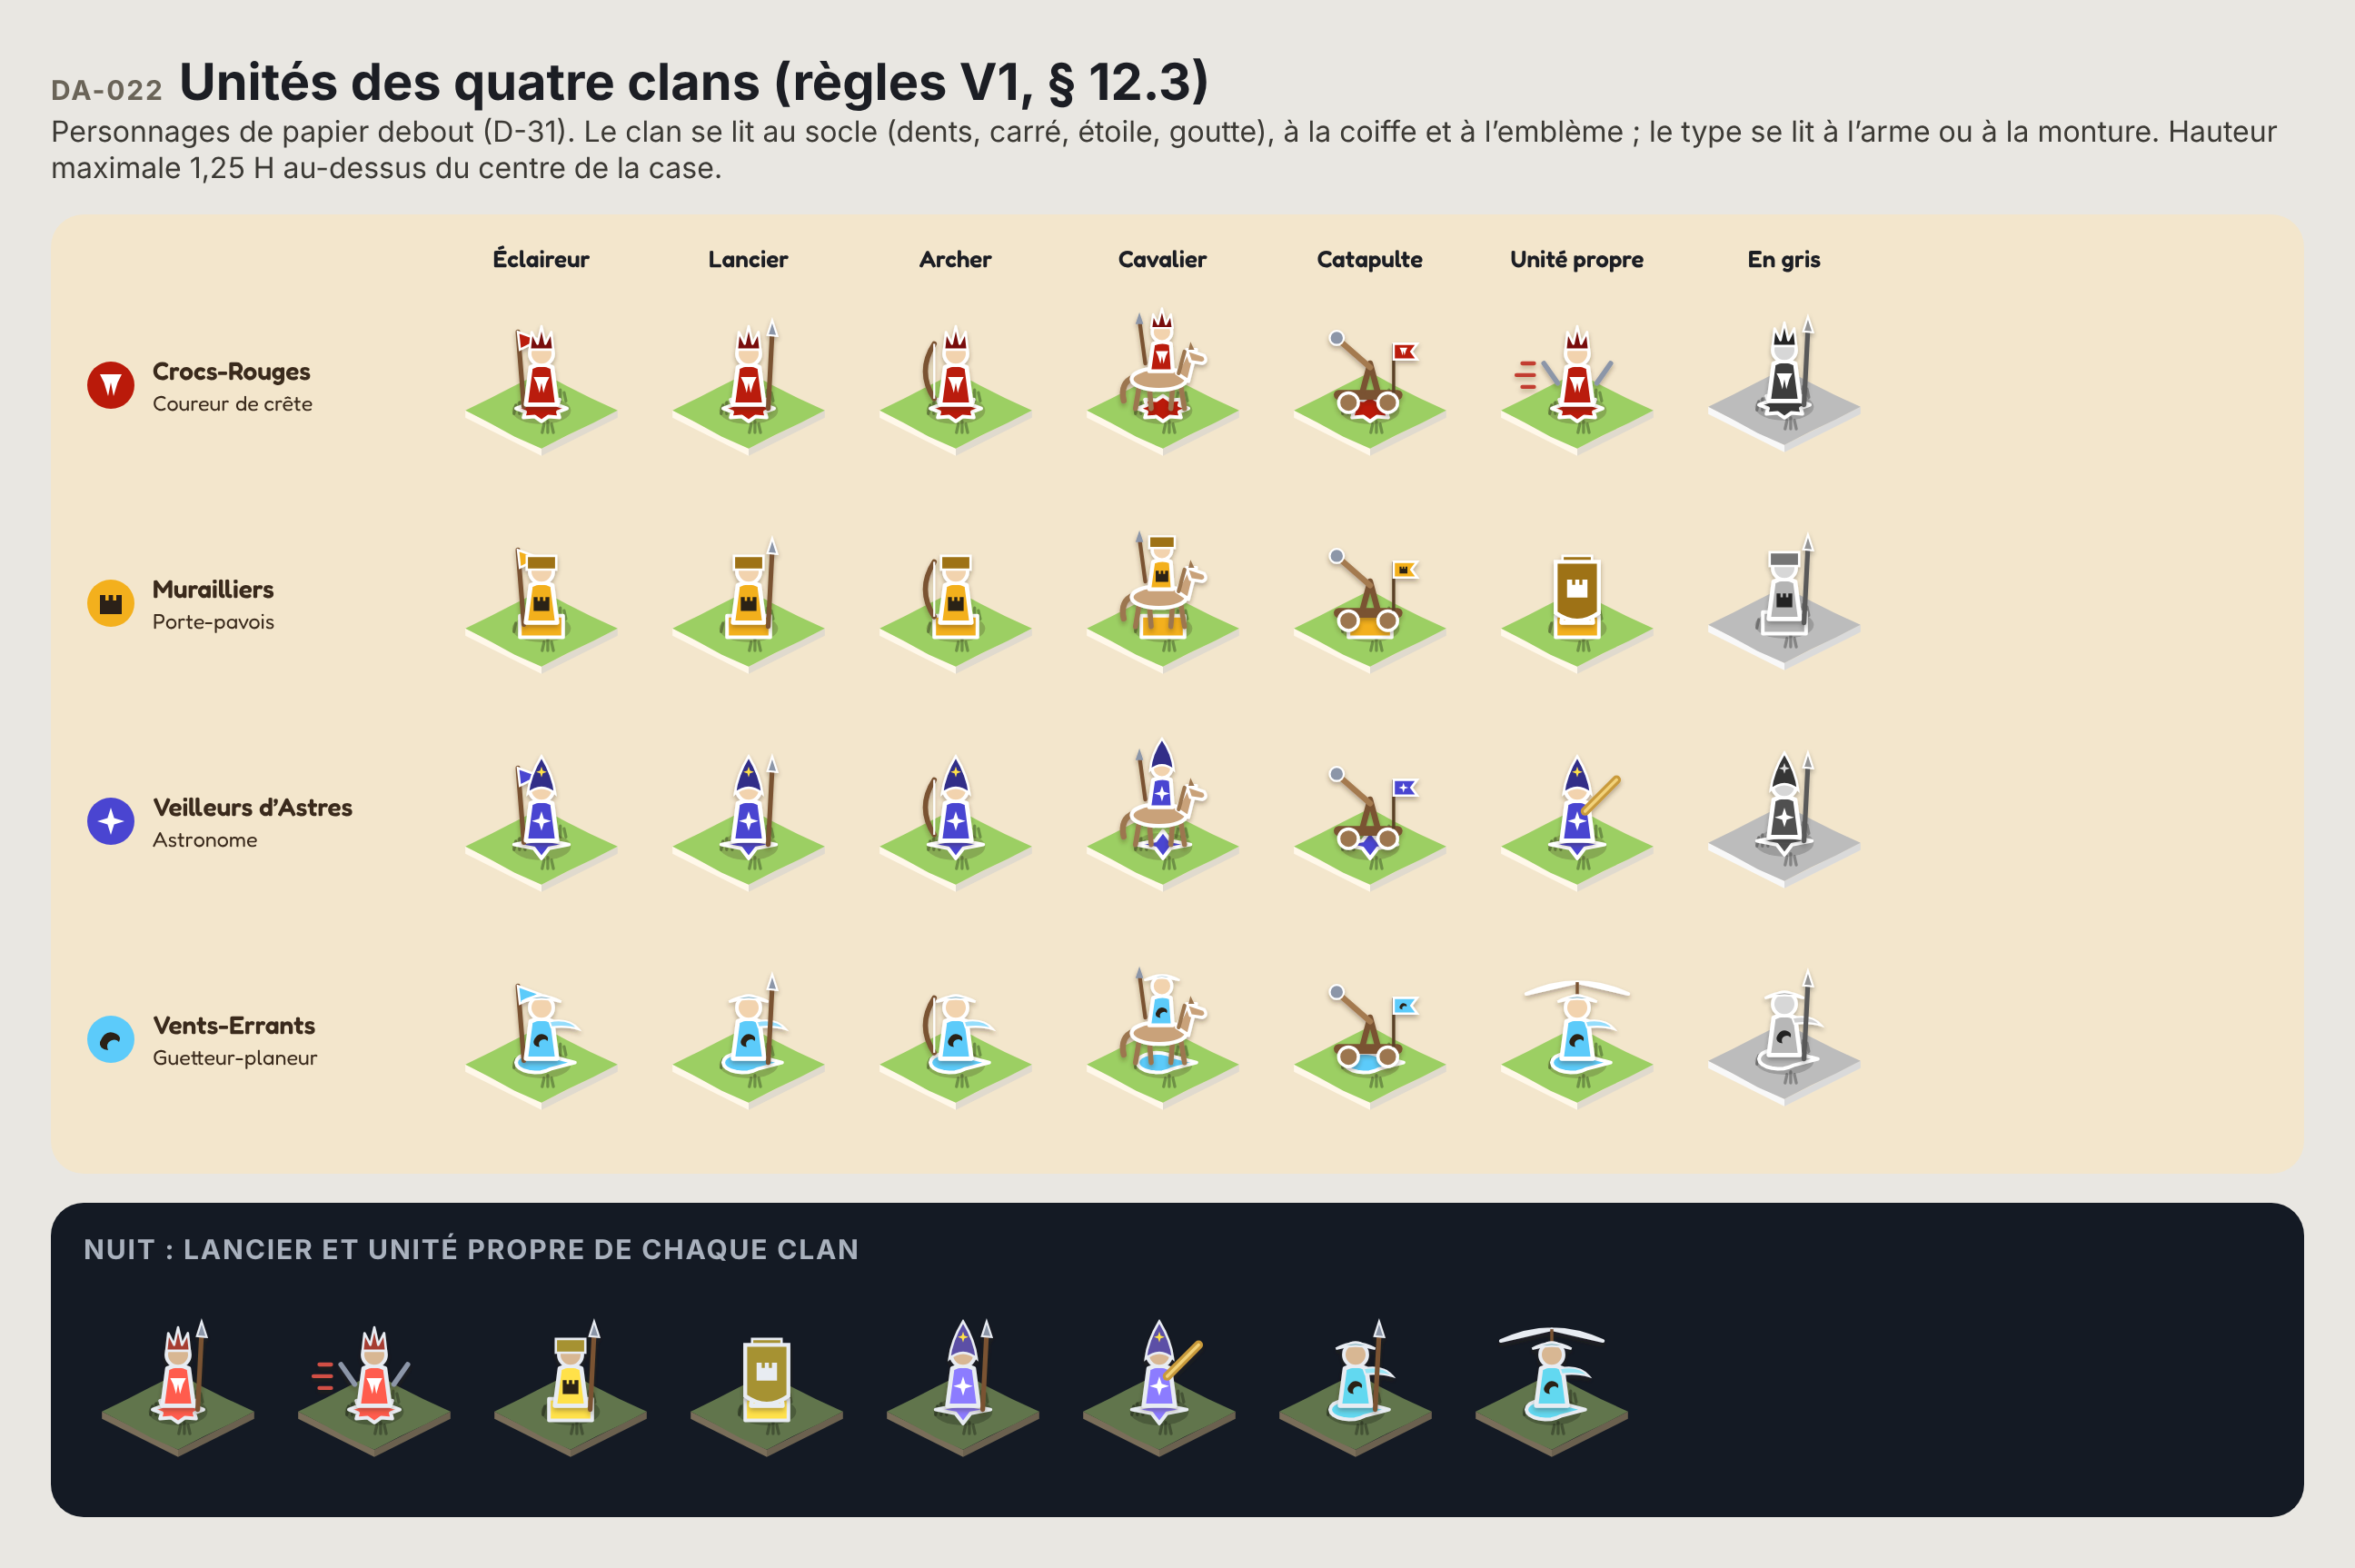 DA-022 Unités des quatre clans (règles V1, § 12.3)
Personnages de papier debout (D-31). Le clan se lit au socle (dents, carré, étoile, goutte), à la coiffe et à l’emblème ; le type se lit à l’arme ou à la monture. Hauteur
maximale 1,25 H au-dessus du centre de la case.
Éclaireur Lancier Archer Cavalier Catapulte Unité propre En gris
Crocs-Rouges
Coureur de crête
Murailliers
Porte-pavois
Veilleurs d’Astres
Astronome
Vents-Errants
Guetteur-planeur
NUIT : LANCIER ET UNITÉ PROPRE DE CHAQUE CLAN